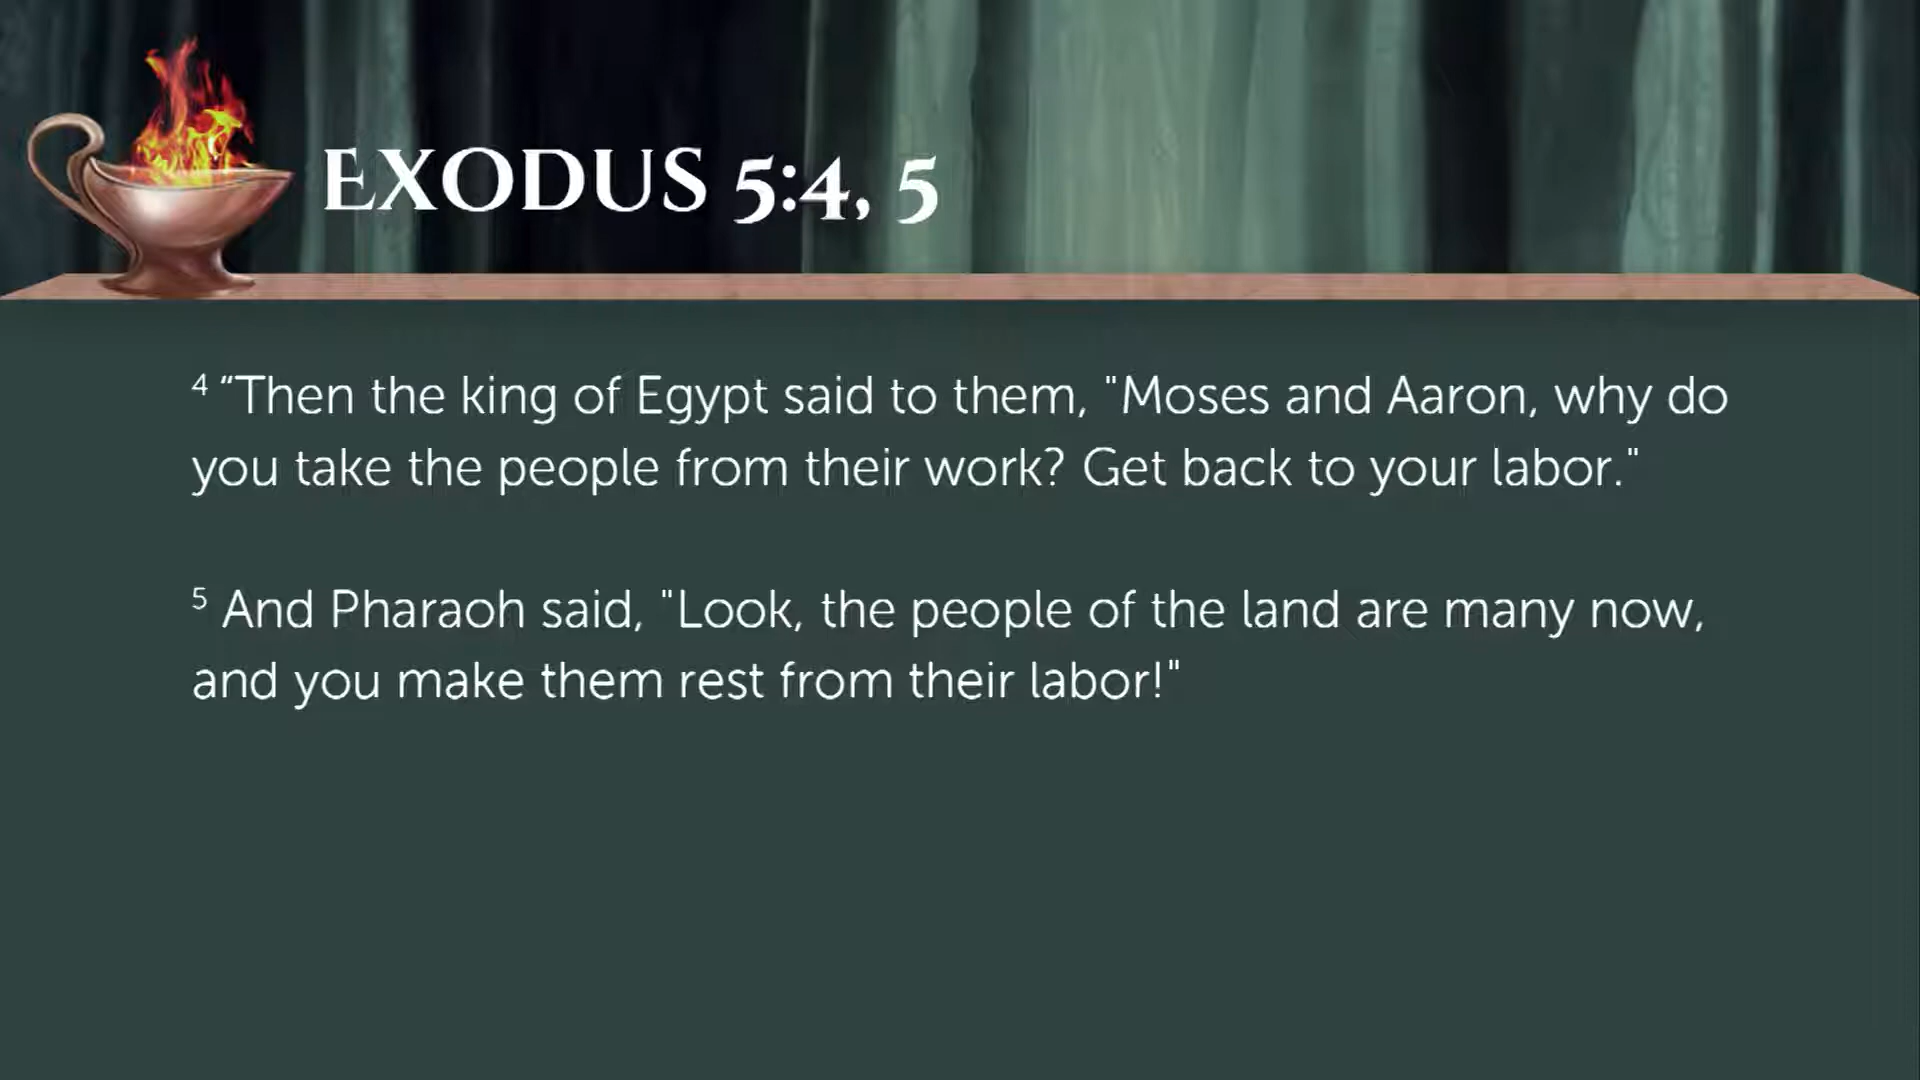 Exodus 5:4, 5
4 “Then the king of Egypt said to them, "Moses and Aaron, why do
you take the people from their work? Get back to your labor."
5 And Pharaoh said, "Look, the people of the land are many now,
and you make them rest from their labor!"